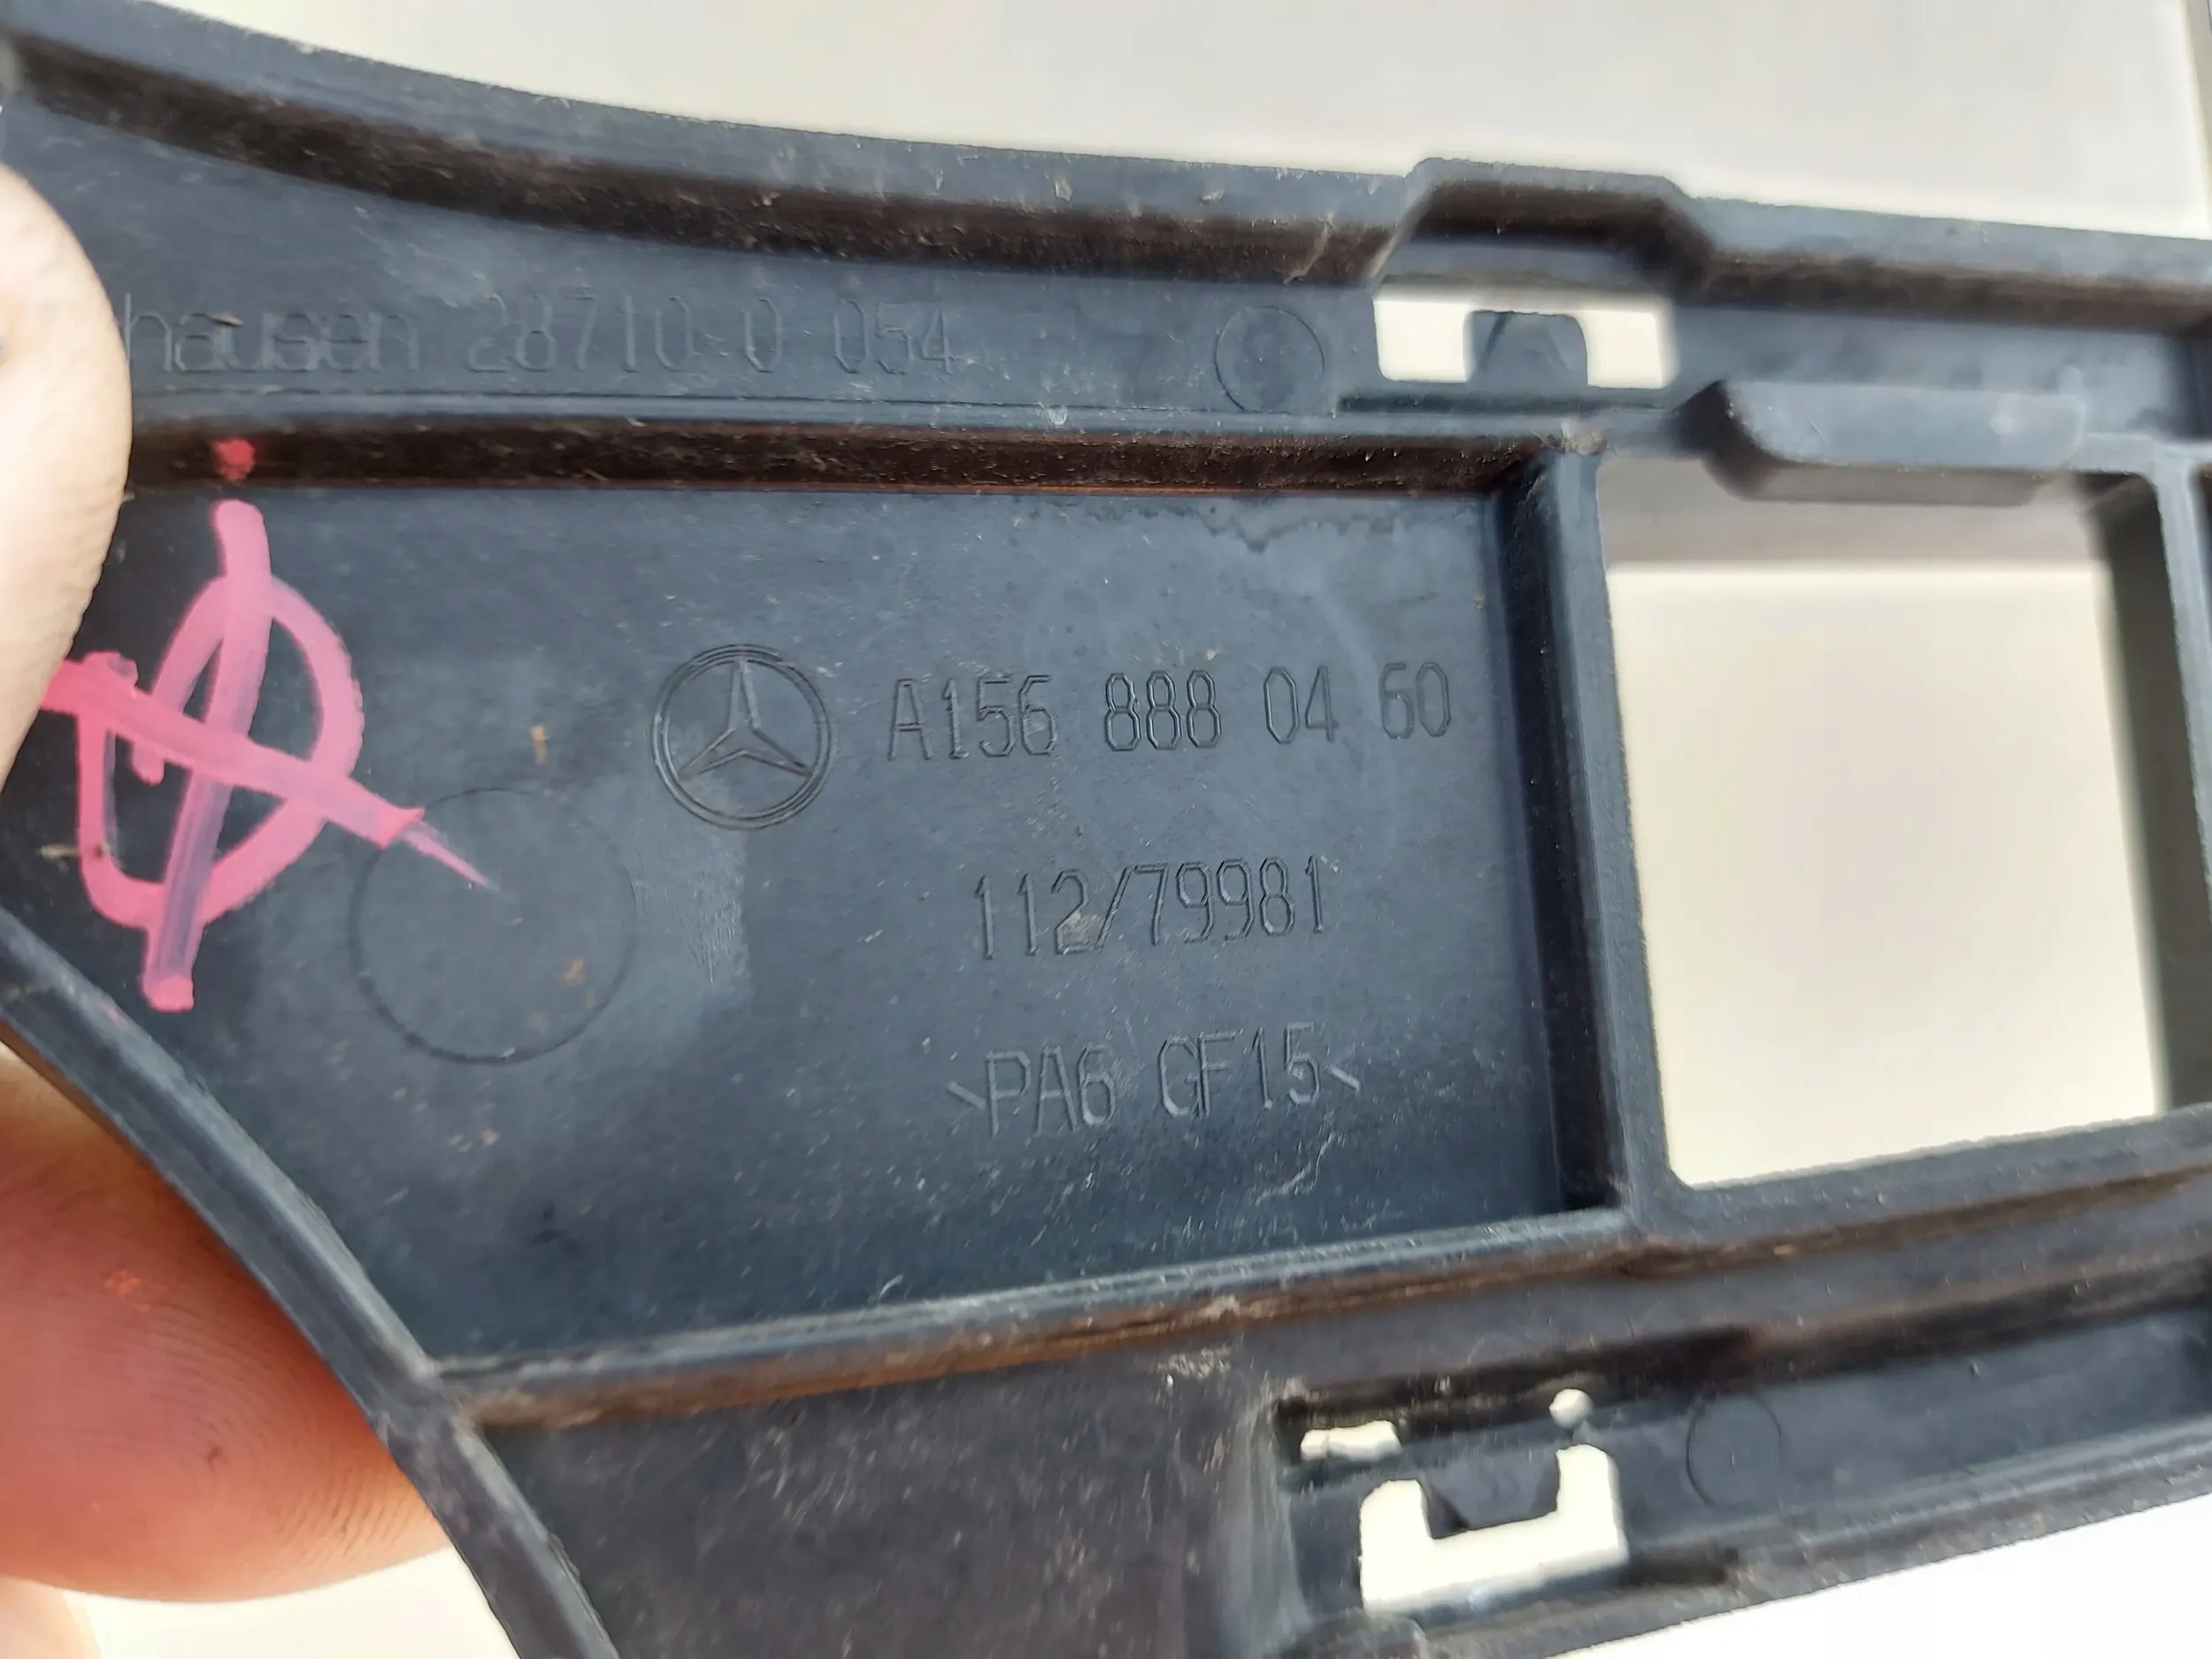 hausen 28710-0-054
A156 888 04 60
112/79981
>PA6 GF15<